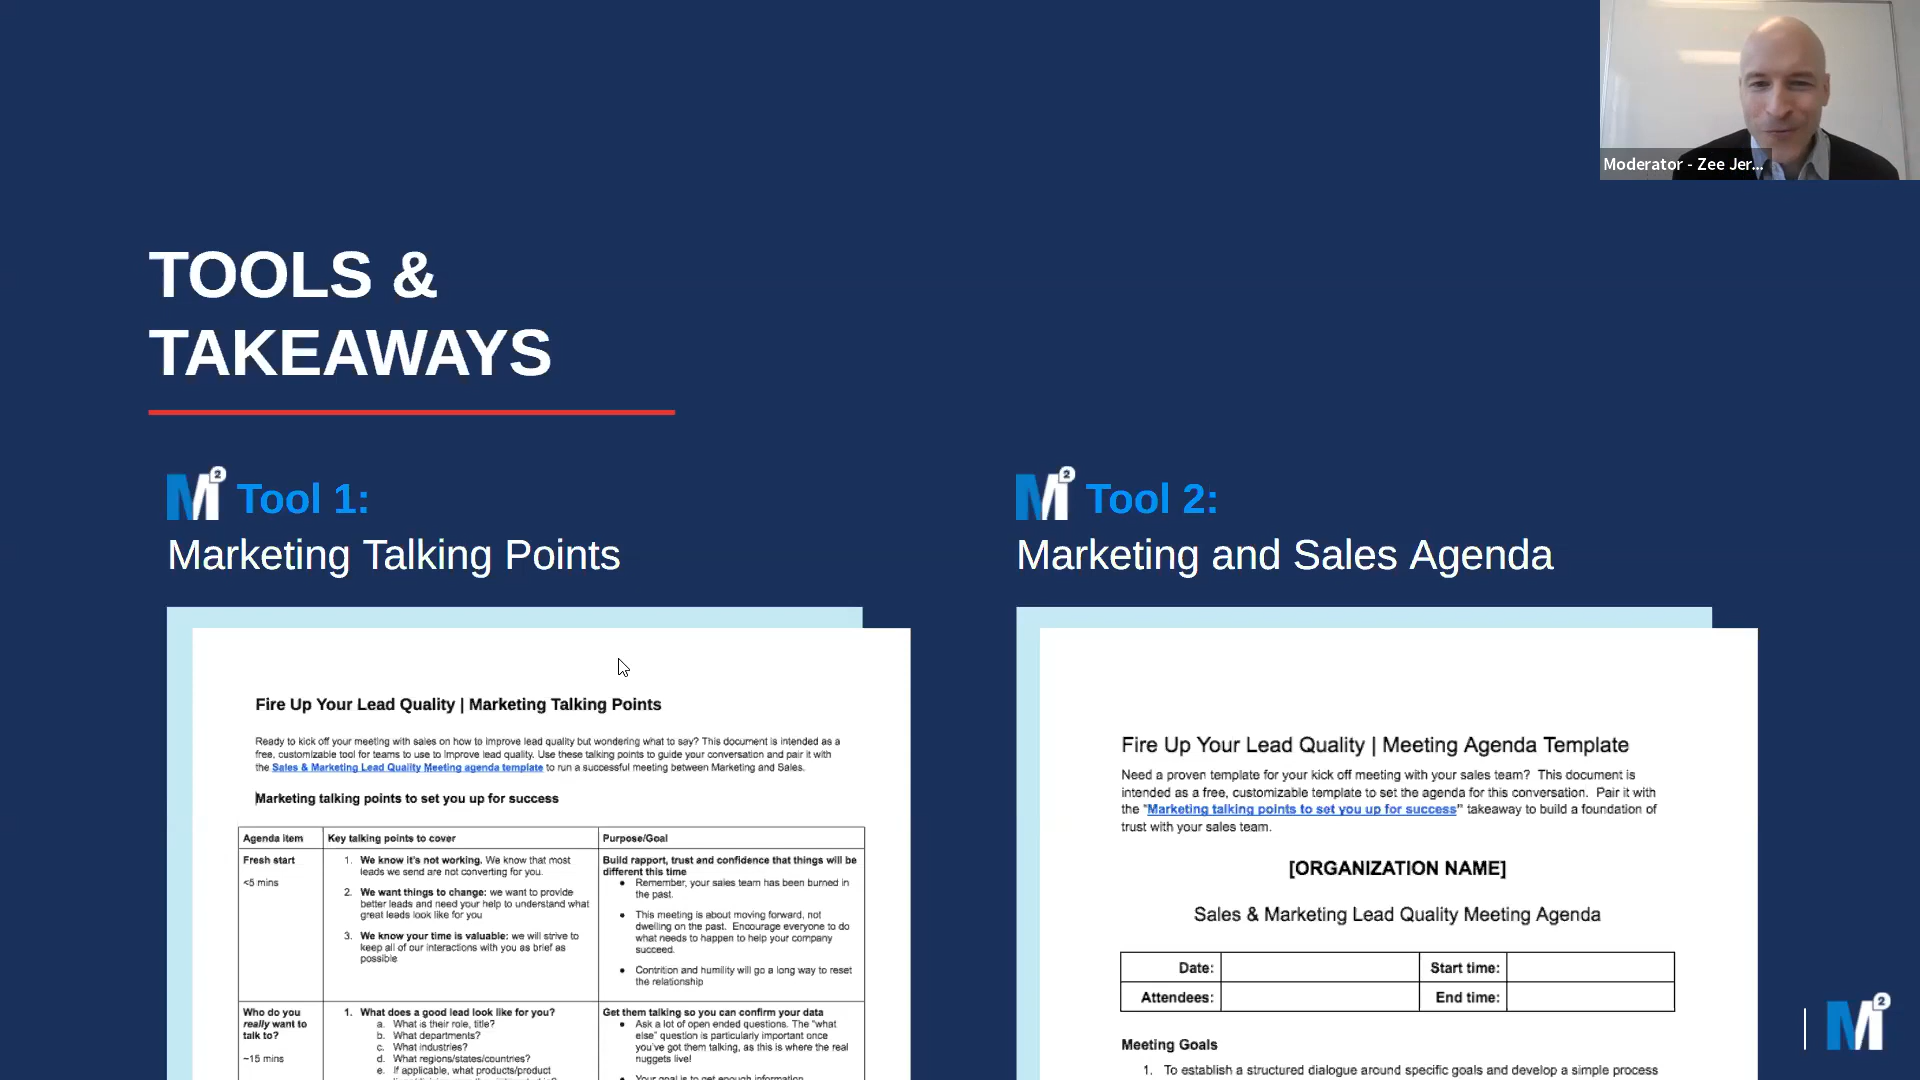 Moderator - Zee Jer...
TOOLS &
TAKEAWAYS
M2 Tool 1:
Marketing Talking Points
Fire Up Your Lead Quality | Marketing Talking Points
Ready to kick off your meeting with sales on how to improve lead quality but wondering what to say? This document is intended as a
free, customizable tool for teams to use to improve lead quality. Use these talking points to guide your conversation and pair it with
the Sales & Marketing Lead Quality Meeting agenda template to run a successful meeting between Marketing and Sales.
Marketing talking points to set you up for success
Agenda item
Key talking points to cover
Purpose/Goal
Fresh start
<5 mins
1. We know it's not working. We know that most
leads we send are not converting for you.
2. We want things to change: we want to provide
better leads and need your help to understand what
great leads look like for you
3. We know your time is valuable: we will strive to
keep all of our interactions with you as brief as
possible
Build rapport, trust and confidence that things will be
different this time
● Remember, your sales team has been burned in
the past.
● This meeting is about moving forward, not
dwelling on the past. Encourage everyone to do
what needs to happen to help your company
succeed.
● Contrition and humility will go a long way to reset
the relationship
Who do you
really want to
talk to?
~15 mins
1. What does a good lead look like for you?
a. What is their role, title?
b. What departments?
c. What industries?
d. What regions/states/countries?
e. If applicable, what products/product
Get them talking so you can confirm your data
● Ask a lot of open ended questions. The "what
else" question is particularly important once
you've got them talking, as this is where the real
nuggets live!
● Your goal is to get enough information
M2 Tool 2:
Marketing and Sales Agenda
Fire Up Your Lead Quality | Meeting Agenda Template
Need a proven template for your kick off meeting with your sales team? This document is
intended as a free, customizable template to set the agenda for this conversation. Pair it with
the "Marketing talking points to set you up for success" takeaway to build a foundation of
trust with your sales team.
[ORGANIZATION NAME]
Sales & Marketing Lead Quality Meeting Agenda
Date:
Start time:
Attendees:
End time:
Meeting Goals
1. To establish a structured dialogue around specific goals and develop a simple process
M2